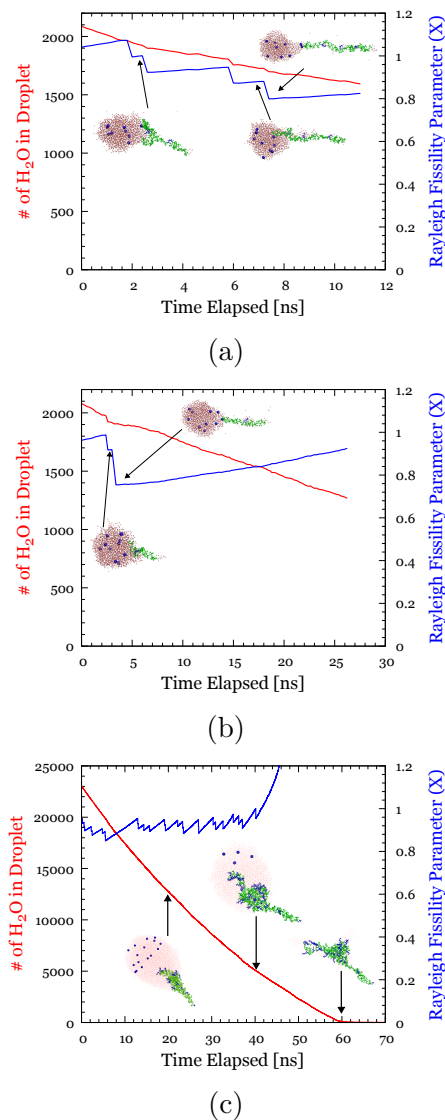 # of H₂O in Droplet
2000
1500
1000
500
0
1.2
1
0.8
0.6
0.4
0.2
0
Rayleigh Fissility Parameter (X)
0 2 4 6 8 10 12
Time Elapsed [ns]
(a)
# of H₂O in Droplet
2000
1500
1000
500
0
1.2
1
0.8
0.6
0.4
0.2
0
Rayleigh Fissility Parameter (X)
0 5 10 15 20 25 30
Time Elapsed [ns]
(b)
# of H₂O in Droplet
25000
20000
15000
10000
5000
0
1.2
1
0.8
0.6
0.4
0.2
0
Rayleigh Fissility Parameter (X)
0 10 20 30 40 50 60 70
Time Elapsed [ns]
(c)